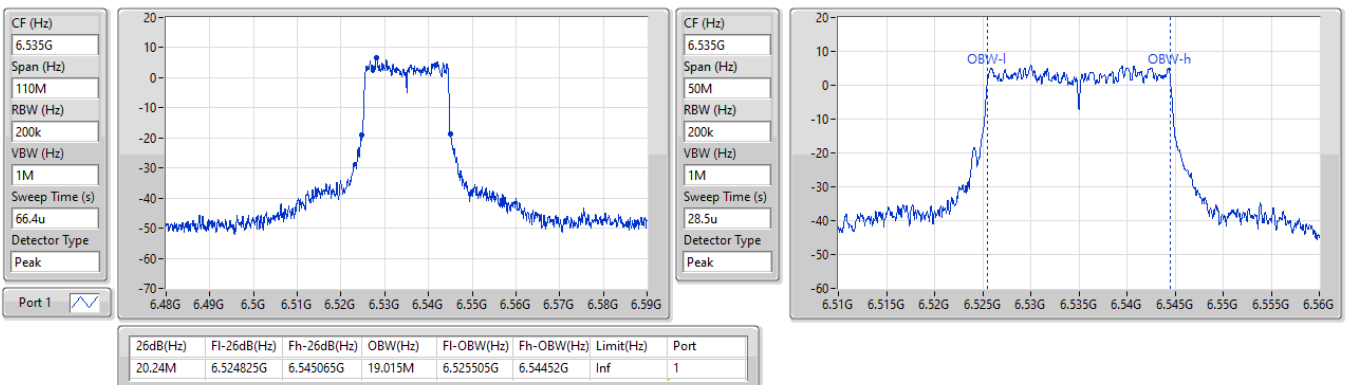 CF (Hz)
6.535G
Span (Hz)
110M
RBW (Hz)
200k
VBW (Hz)
1M
Sweep Time (s)
66.4u
Detector Type
Peak
Port 1
20
10
0
-10
-20
-30
-40
-50
-60
-70
6.48G 6.49G 6.5G 6.51G 6.52G 6.53G 6.54G 6.55G 6.56G 6.57G 6.58G 6.59G
CF (Hz)
6.535G
Span (Hz)
50M
RBW (Hz)
200k
VBW (Hz)
1M
Sweep Time (s)
28.5u
Detector Type
Peak
20
10
0
-10
-20
-30
-40
-50
-60
OBW-l OBW-h
6.51G 6.515G 6.52G 6.525G 6.53G 6.535G 6.54G 6.545G 6.55G 6.555G 6.56G
26dB(Hz) Fl-26dB(Hz) Fh-26dB(Hz) OBW(Hz) Fl-OBW(Hz) Fh-OBW(Hz) Limit(Hz) Port
20.24M 6.524825G 6.545065G 19.015M 6.525505G 6.54452G Inf 1